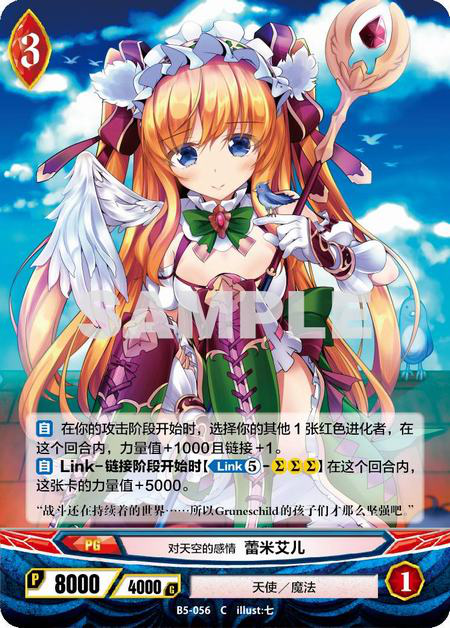 3
SAMPLE
自 在你的攻击阶段开始时，选择你的其他1张红色进化者，在
这个回合内，力量值+1000且链接+1。
自 Link-链接阶段开始时【Link⑤-ΣΣΣ】在这个回合内，
这张卡的力量值+5000。
“战斗还在持续着的世界……所以Gruneschild的孩子们才那么坚强吧。”
PG 对天空的感情 蕾米艾儿
P 8000 / 4000 G 天使／魔法 1
B5-056 C illust:七